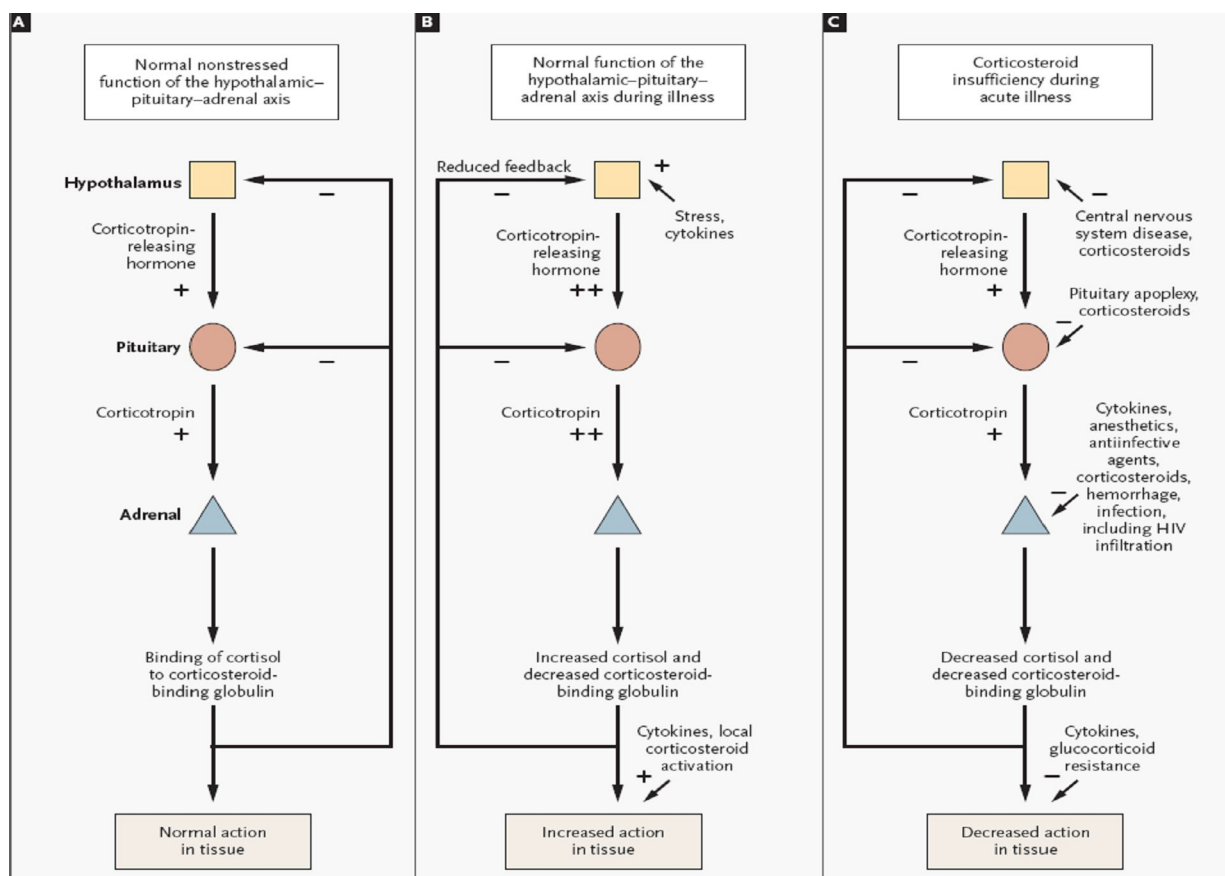 A
Normal nonstressed
function of the hypothalamic–
pituitary–adrenal axis
Hypothalamus
–
Corticotropin-
releasing
hormone
+
Pituitary
–
Corticotropin
+
Adrenal
Binding of cortisol
to corticosteroid-
binding globulin
Normal action
in tissue
B
Normal function of the
hypothalamic–pituitary–
adrenal axis during illness
Reduced feedback
–
+
Stress,
cytokines
Corticotropin-
releasing
hormone
++
–
Corticotropin
++
Increased cortisol and
decreased corticosteroid-
binding globulin
Cytokines, local
corticosteroid
activation
+
Increased action
in tissue
C
Corticosteroid
insufficiency during
acute illness
–
–
Central nervous
system disease,
corticosteroids
Corticotropin-
releasing
hormone
+
Pituitary apoplexy,
corticosteroids
–
–
Corticotropin
+
Cytokines,
anesthetics,
antiinfective
agents,
corticosteroids,
hemorrhage,
infection,
including HIV
infiltration
–
Decreased cortisol and
decreased corticosteroid-
binding globulin
Cytokines,
glucocorticoid
resistance
–
Decreased action
in tissue